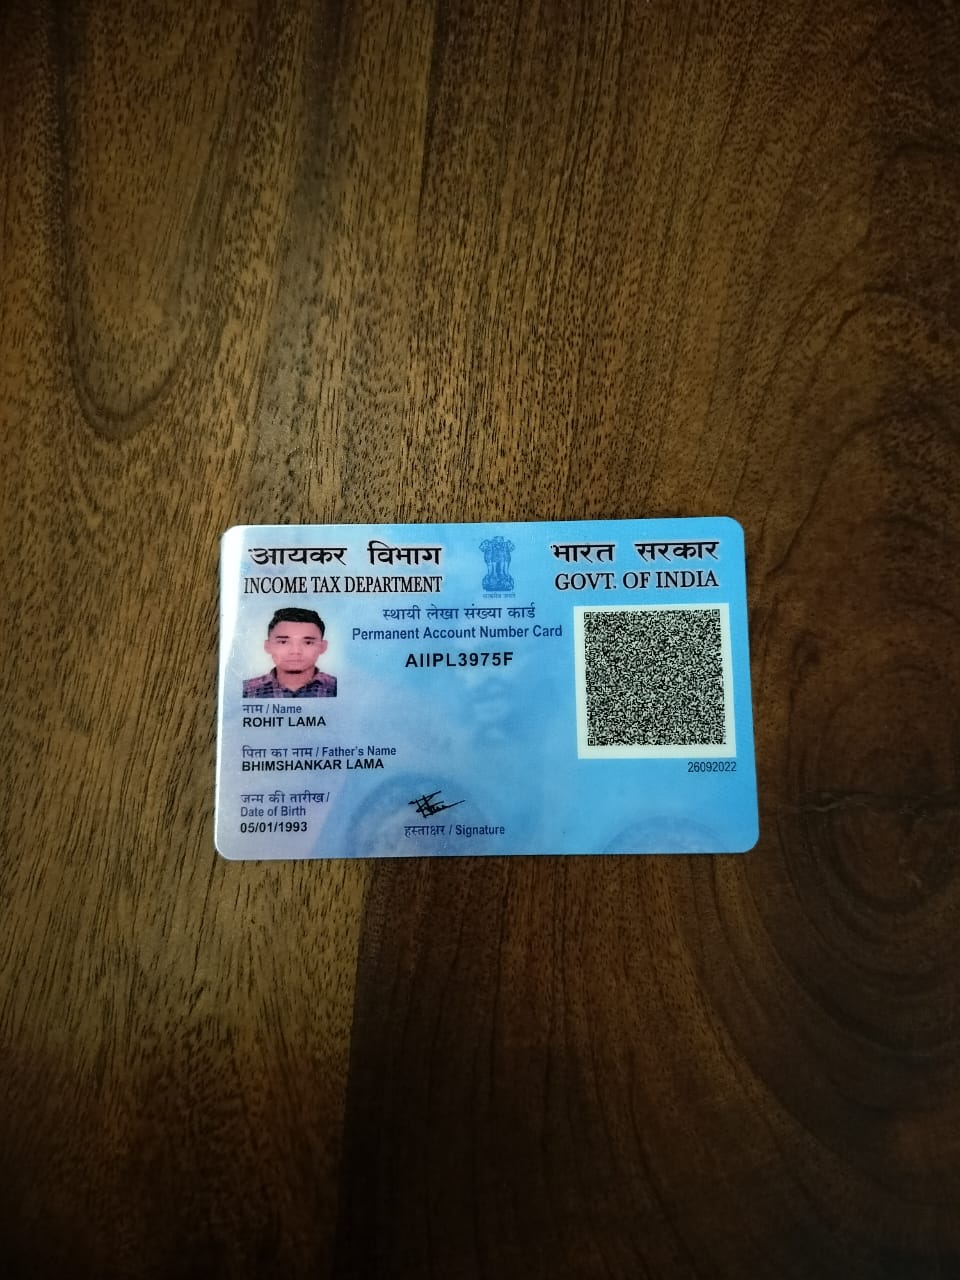 आयकर विभाग
INCOME TAX DEPARTMENT
भारत सरकार
GOVT. OF INDIA
सत्यमेव जयते
स्थायी लेखा संख्या कार्ड
Permanent Account Number Card
AIIPL3975F
नाम / Name
ROHIT LAMA
पिता का नाम / Father's Name
BHIMSHANKAR LAMA
जन्म की तारीख /
Date of Birth
05/01/1993
हस्ताक्षर / Signature
26092022